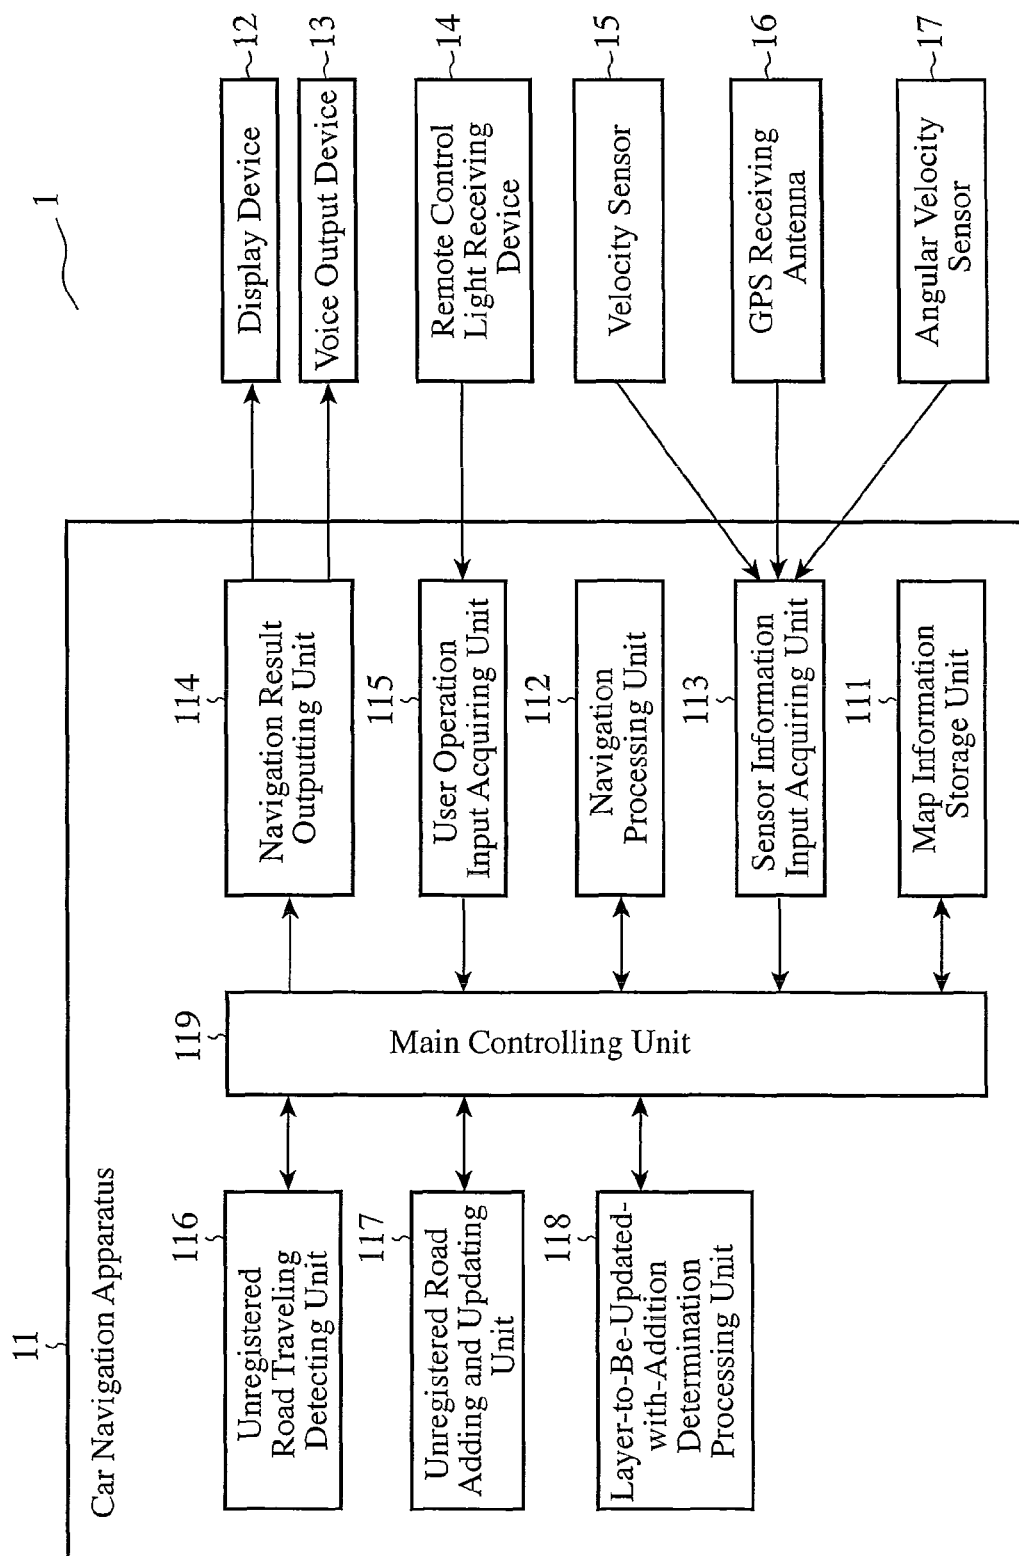 1
11
Car Navigation Apparatus
116
Unregistered
Road Traveling
Detecting Unit
117
Unregistered Road
Adding and Updating
Unit
118
Layer-to-Be-Updated-
with-Addition
Determination
Processing Unit
119
Main Controlling Unit
114
Navigation Result
Outputting Unit
115
User Operation
Input Acquiring Unit
112
Navigation
Processing Unit
113
Sensor Information
Input Acquiring Unit
111
Map Information
Storage Unit
Display Device
12
Voice Output Device
13
Remote Control
Light Receiving
Device
14
Velocity Sensor
15
GPS Receiving
Antenna
16
Angular Velocity
Sensor
17